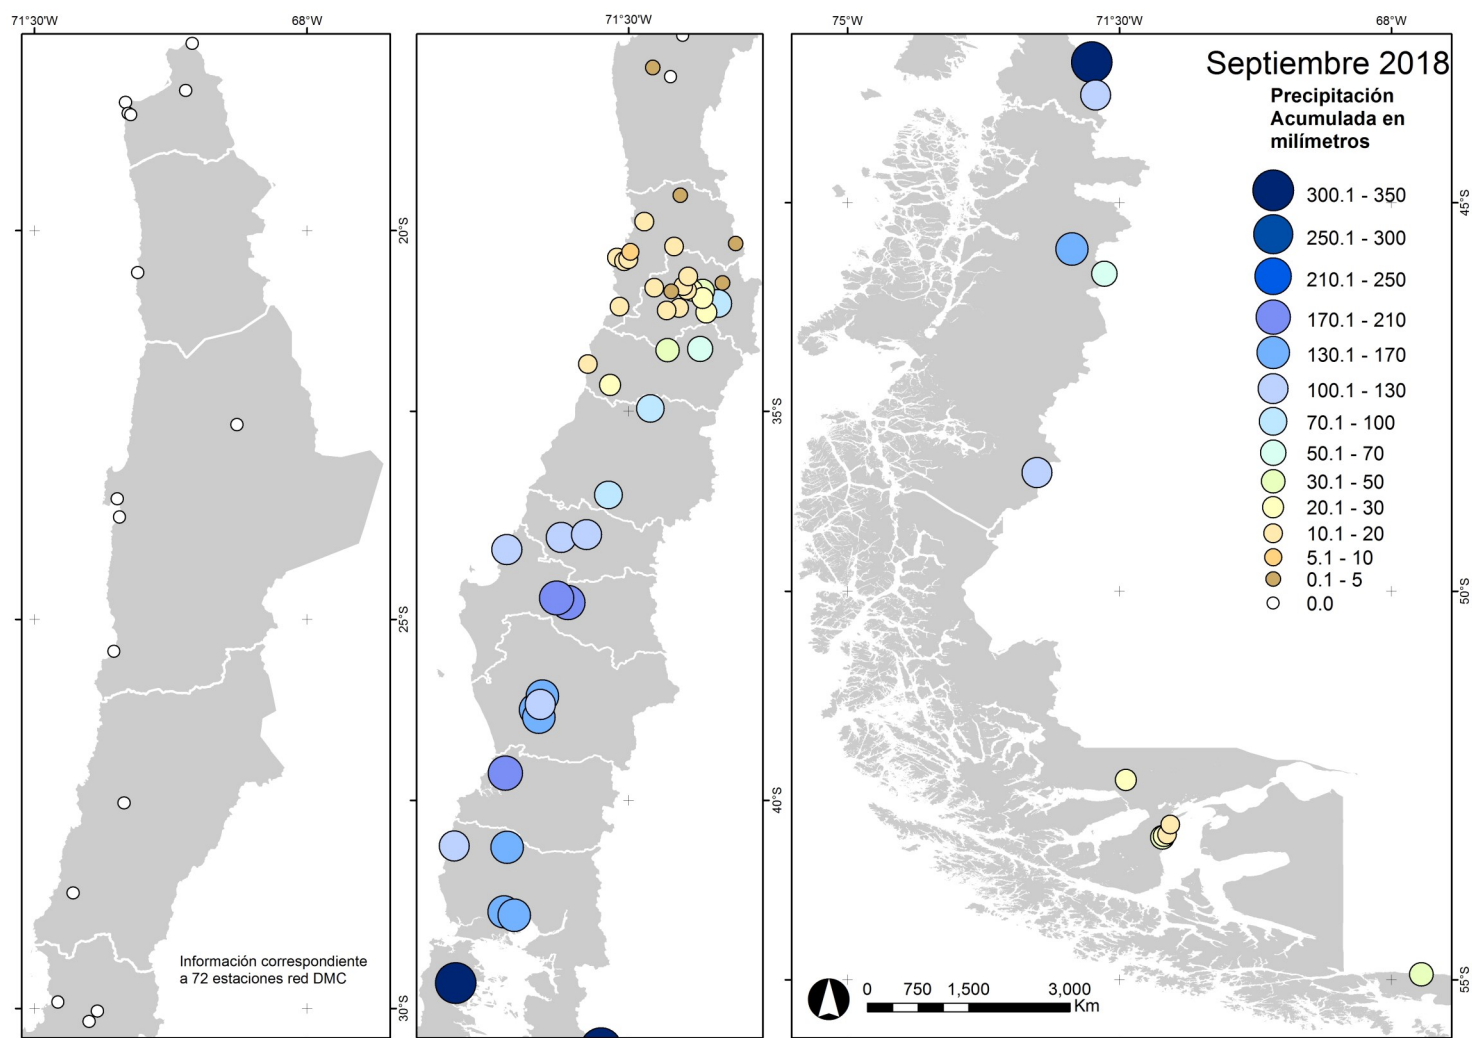 71°30'W
68°W
71°30'W
75°W
71°30'W
68°W
Septiembre 2018
Precipitación
Acumulada en
milímetros
300.1 - 350
250.1 - 300
210.1 - 250
170.1 - 210
130.1 - 170
100.1 - 130
70.1 - 100
50.1 - 70
30.1 - 50
20.1 - 30
10.1 - 20
5.1 - 10
0.1 - 5
0.0
20°S
25°S
30°S
35°S
40°S
45°S
50°S
55°S
Información correspondiente
a 72 estaciones red DMC
0 750 1,500 3,000
Km